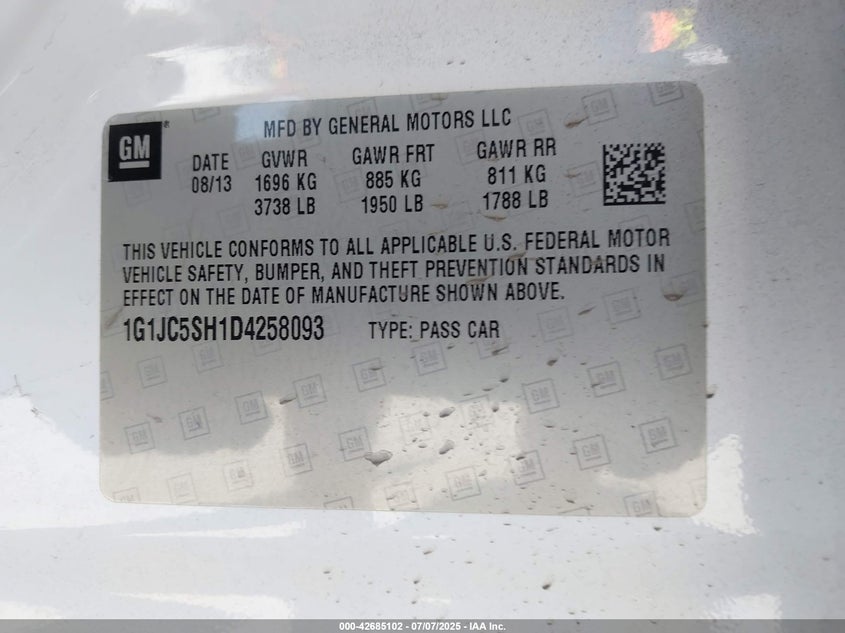 GM
MFD BY GENERAL MOTORS LLC
DATE GVWR GAWR FRT GAWR RR
08/13 1696 KG 885 KG 811 KG
3738 LB 1950 LB 1788 LB
THIS VEHICLE CONFORMS TO ALL APPLICABLE U.S. FEDERAL MOTOR
VEHICLE SAFETY, BUMPER, AND THEFT PREVENTION STANDARDS IN
EFFECT ON THE DATE OF MANUFACTURE SHOWN ABOVE.
1G1JC5SH1D4258093 TYPE: PASS CAR
000-42685102 - 07/07/2025 - IAA Inc.